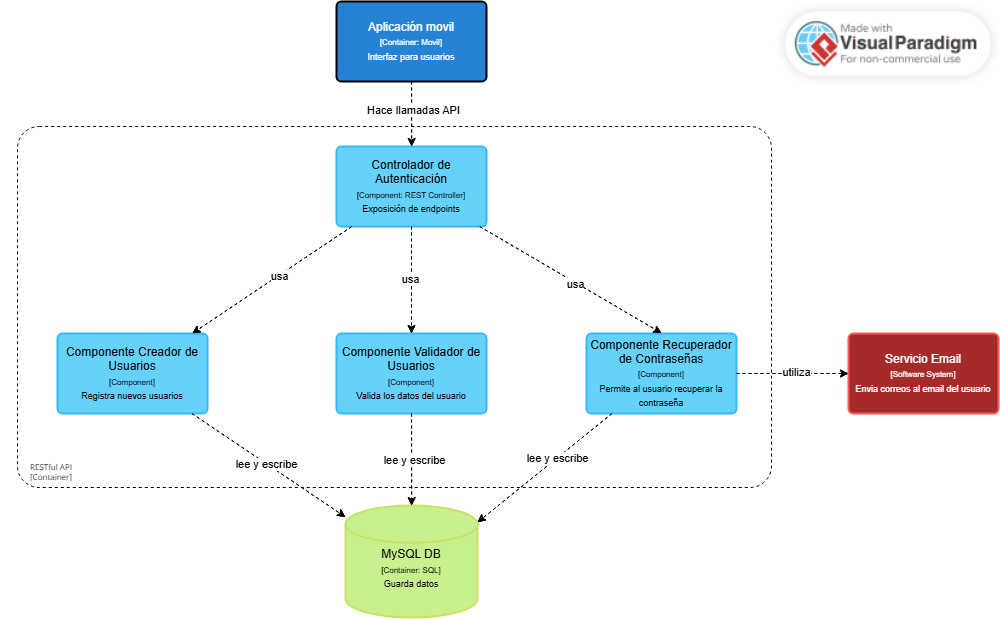 Aplicación movil
[Container: Movil]
Interfaz para usuarios
Made with
Visual Paradigm
For non-commercial use
Hace llamadas API
Controlador de
Autenticación
[Component: REST Controller]
Exposición de endpoints
usa
usa
usa
Componente Creador de
Usuarios
[Component]
Registra nuevos usuarios
Componente Validador de
Usuarios
[Component]
Valida los datos del usuario
Componente Recuperador
de Contraseñas
[Component]
Permite al usuario recuperar la
contraseña
utiliza
Servicio Email
[Software System]
Envia correos al email del usuario
lee y escribe
lee y escribe
lee y escribe
RESTful API
[Container]
MySQL DB
[Container: SQL]
Guarda datos